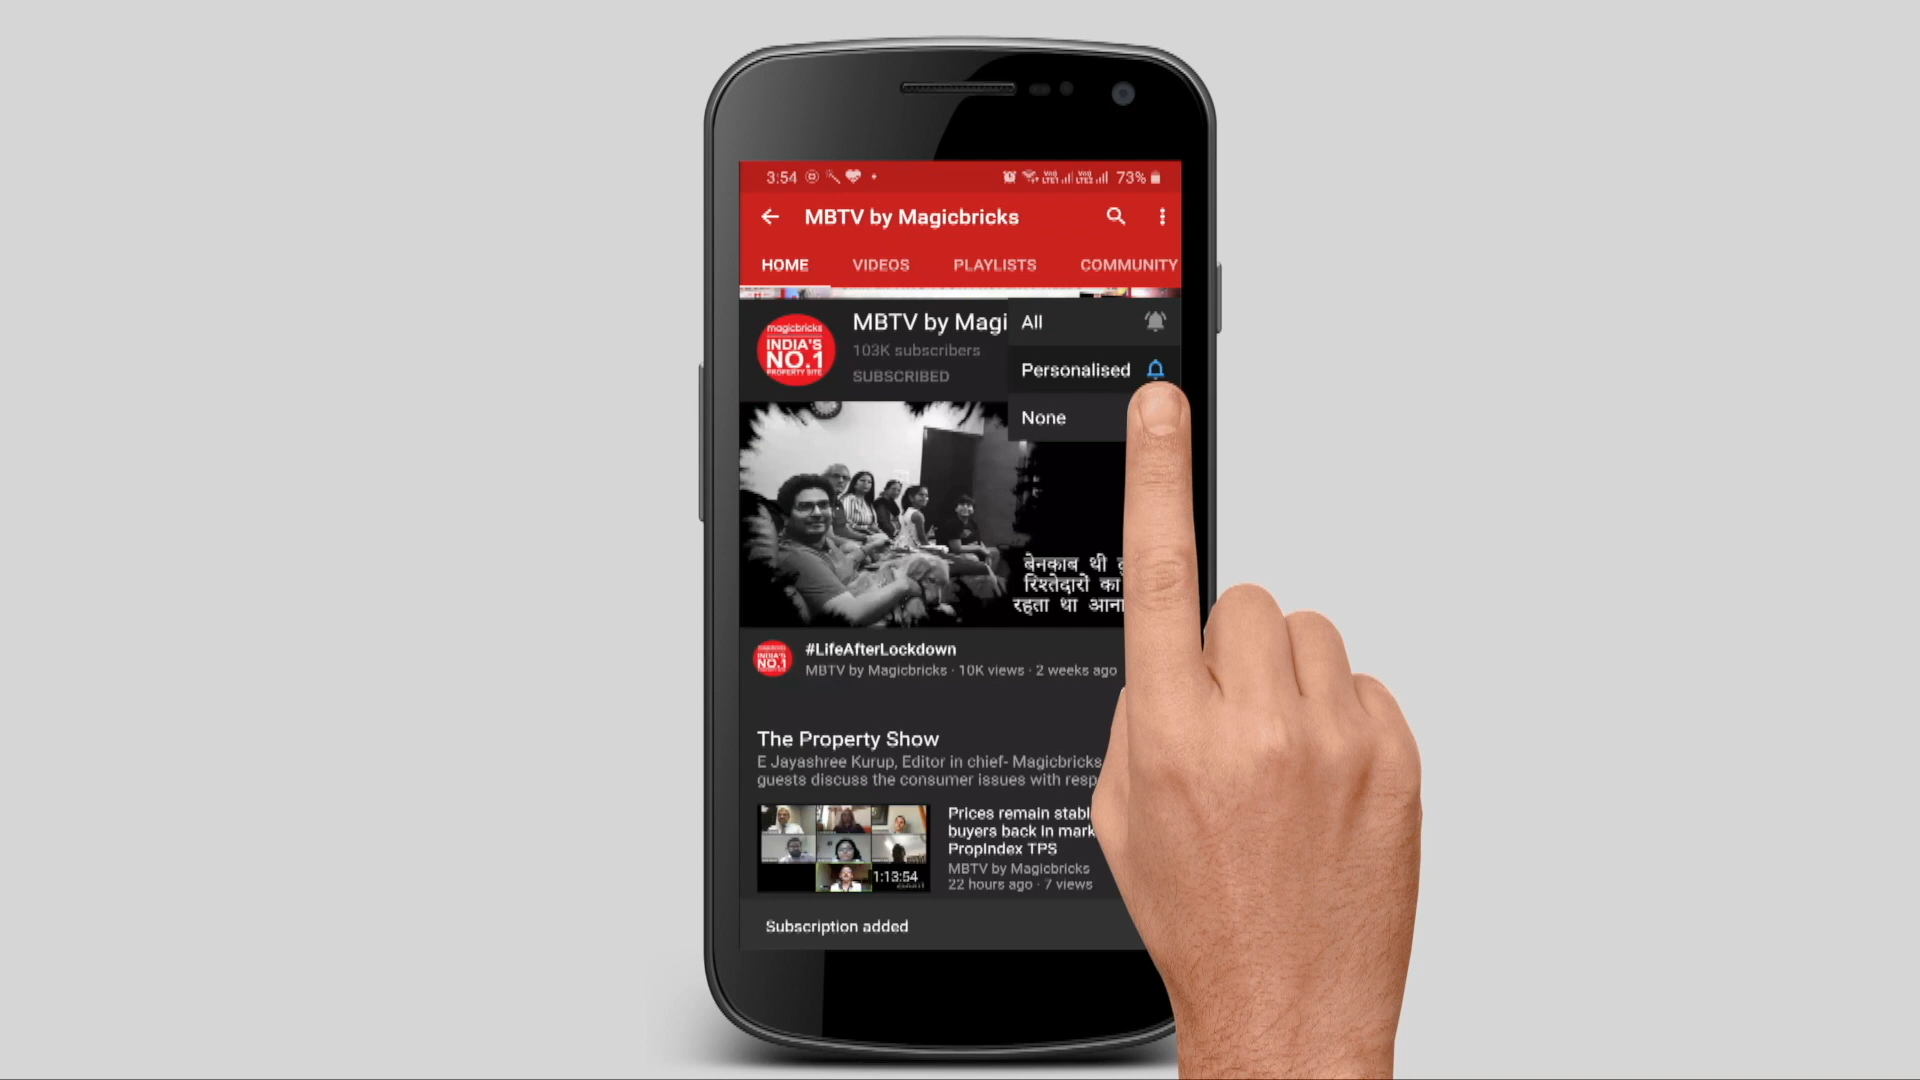 3:54
73%
MBTV by Magicbricks
HOME VIDEOS PLAYLISTS COMMUNITY
magicbricks
INDIA'S
NO.1
PROPERTY SITE
MBTV by Magi
103K subscribers
SUBSCRIBED
All
Personalised
None
बेनकाब थी
रिश्तेदारों का
रहता था आना
INDIA'S
NO.1
#LifeAfterLockdown
MBTV by Magicbricks · 10K views · 2 weeks ago
The Property Show
E Jayashree Kurup, Editor in chief- Magicbricks
guests discuss the consumer issues with resp
1:13:54
Prices remain stabl
buyers back in mark
PropIndex TPS
MBTV by Magicbricks
22 hours ago · 7 views
Subscription added